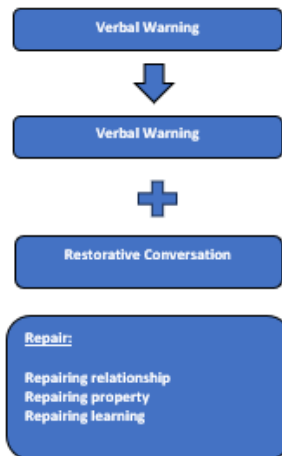 Verbal Warning
Verbal Warning
Restorative Conversation
Repair:
Repairing relationship
Repairing property
Repairing learning